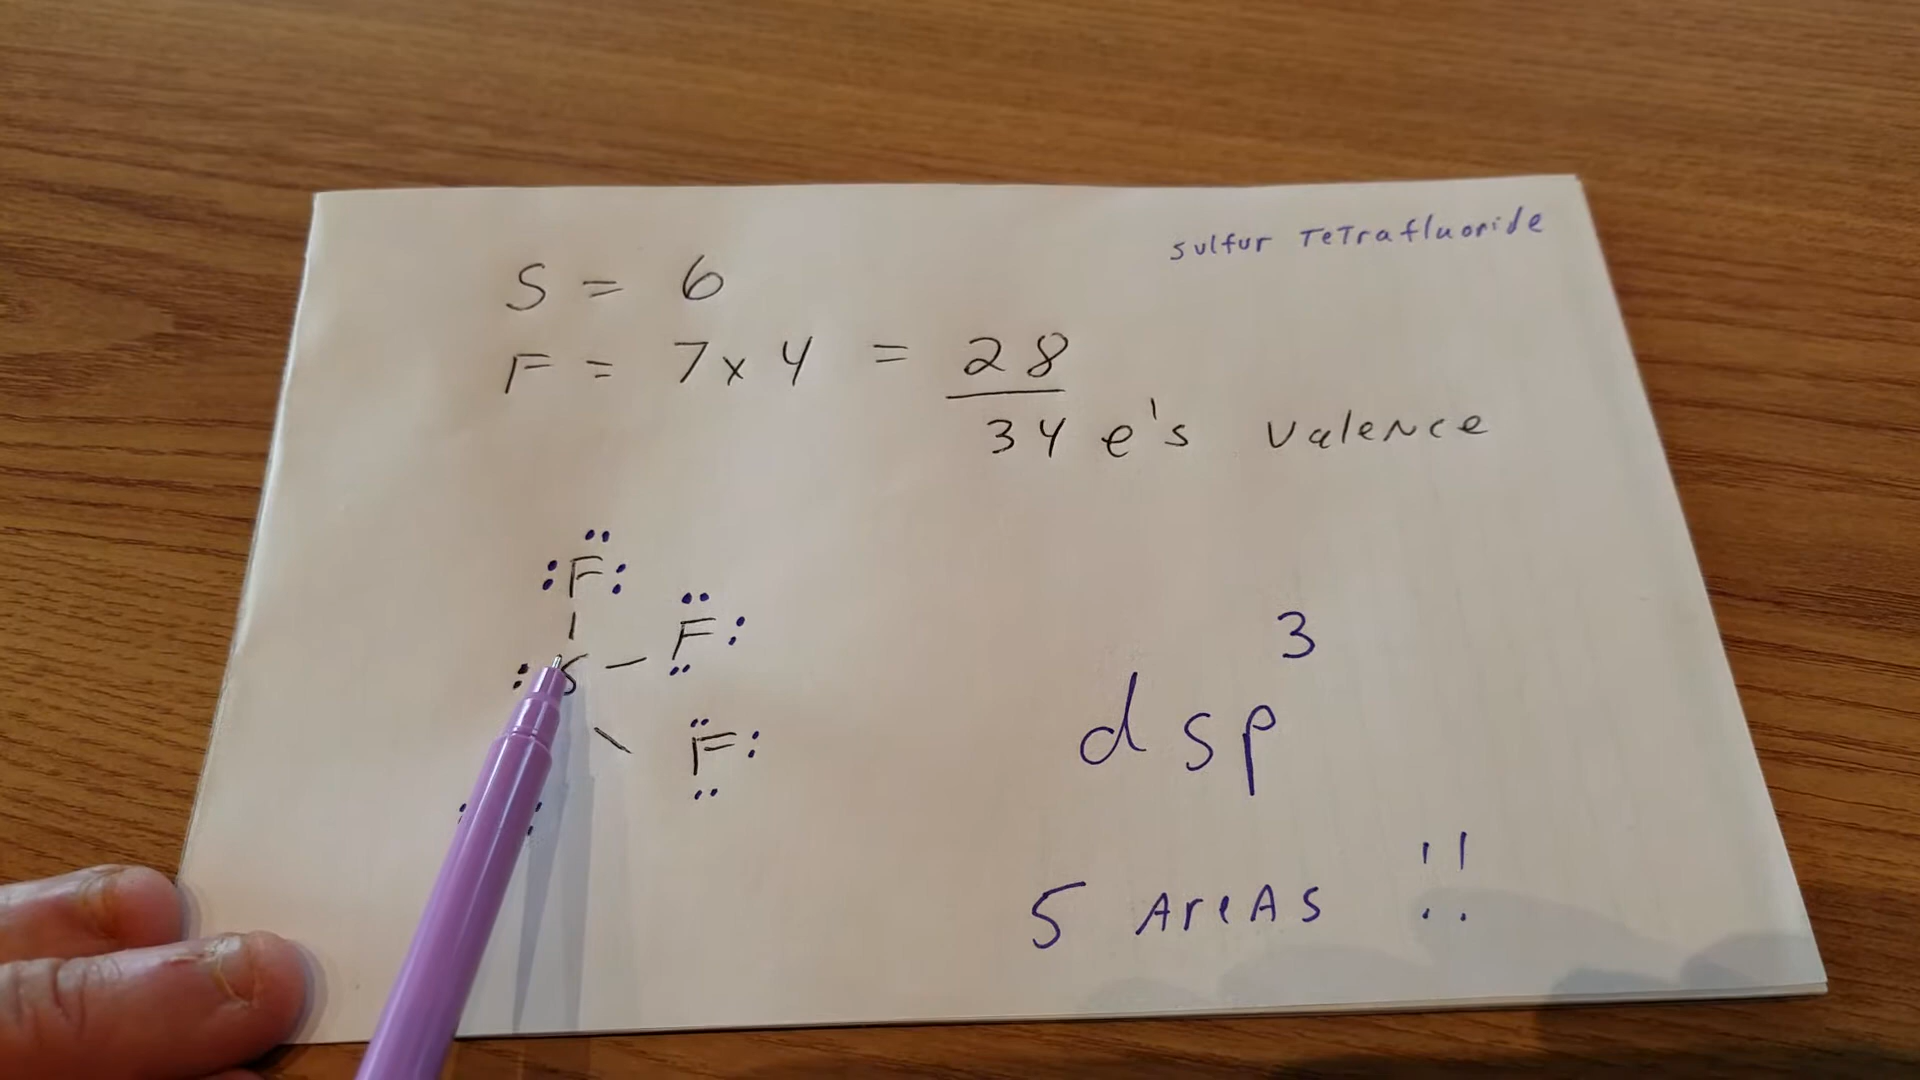 sulfur TeTrafluoride
S = 6
F = 7 x 4 = 28
34 e's valence
F
S - F
F
dsp³
5 AreAs !!